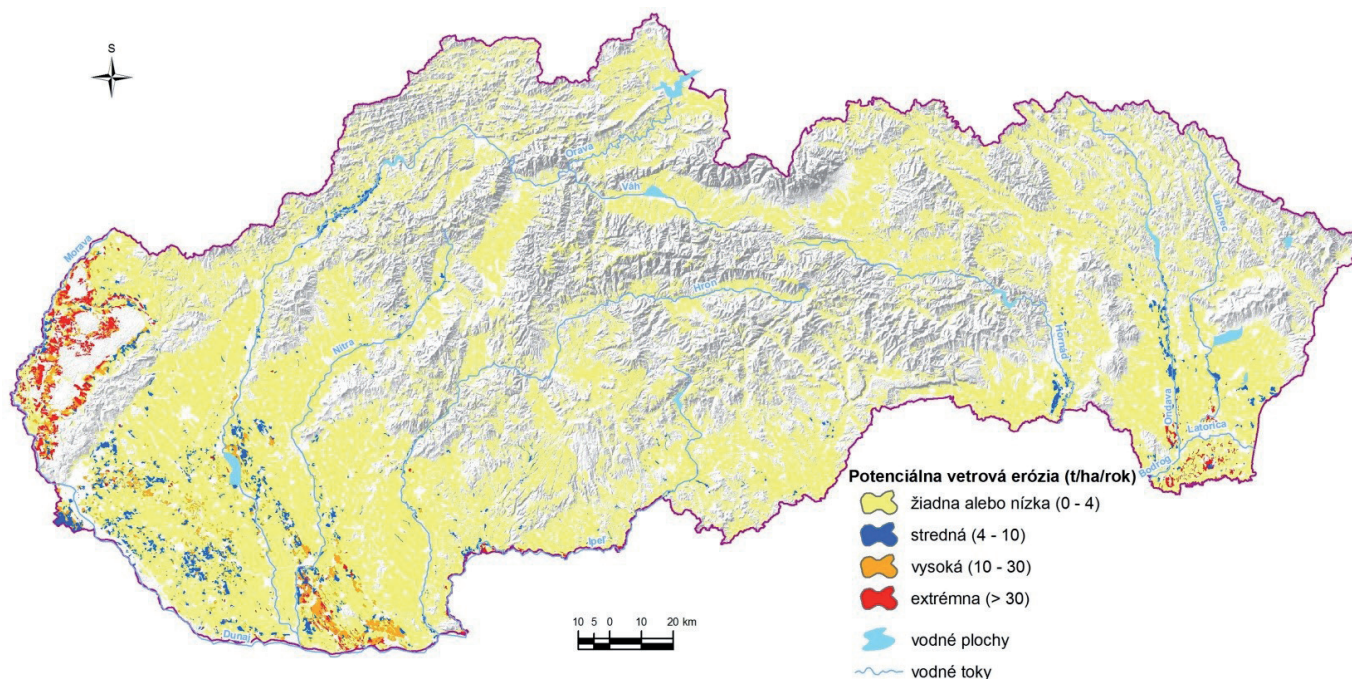 S
Orava
Váh
Morava
Laborec
Hron
Nitra
Hornád
Ondava
Latorica
Bodrog
Ipeľ
Dunaj
Potenciálna vetrová erózia (t/ha/rok)
žiadna alebo nízka (0 - 4)
stredná (4 - 10)
vysoká (10 - 30)
extrémna (> 30)
10 5 0 10 20 km
vodné plochy
vodné toky